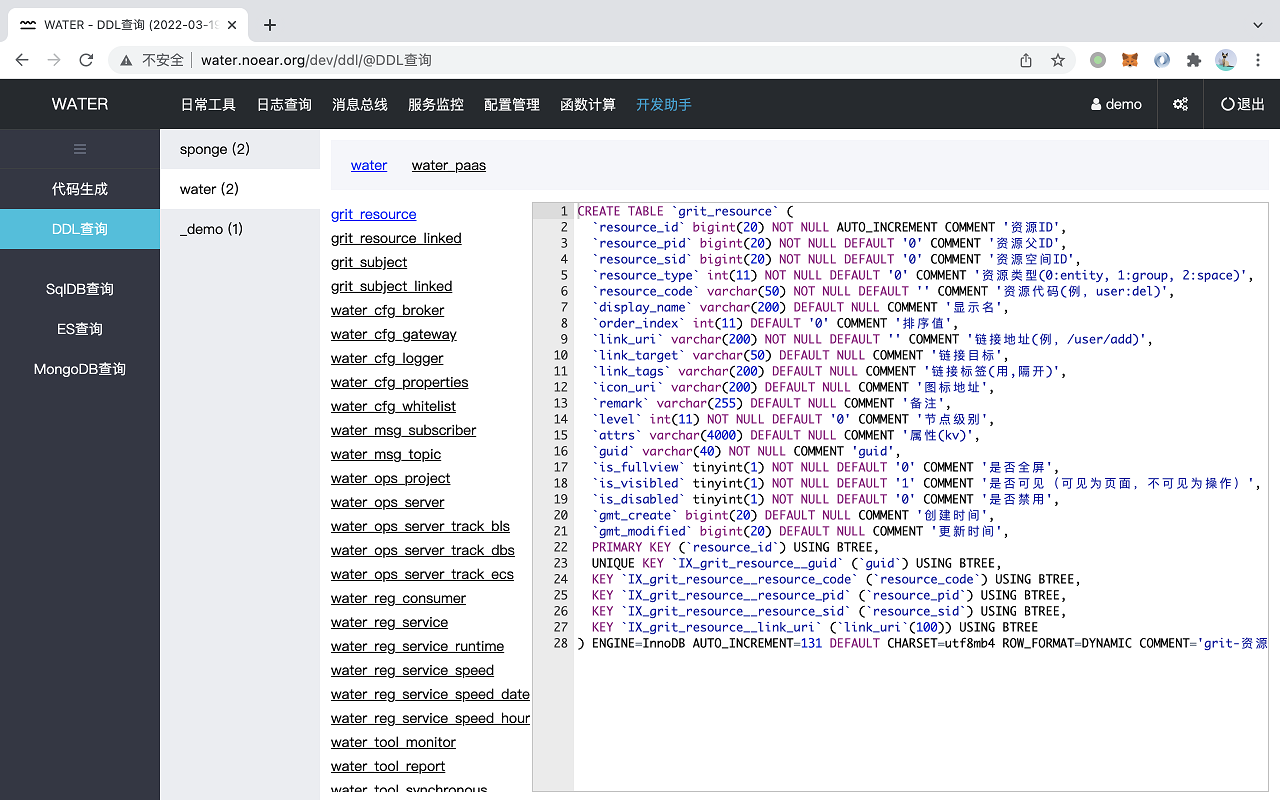 WATER - DDL查询 (2022-03-19
不安全 water.noear.org/dev/ddl/@DDL查询
WATER 日常工具 日志查询 消息总线 服务监控 配置管理 函数计算 开发助手 demo 退出
代码生成
DDL查询
SqlDB查询
ES查询
MongoDB查询
sponge (2)
water (2)
_demo (1)
water water_paas
grit_resource
grit_resource_linked
grit_subject
grit_subject_linked
water_cfg_broker
water_cfg_gateway
water_cfg_logger
water_cfg_properties
water_cfg_whitelist
water_msg_subscriber
water_msg_topic
water_ops_project
water_ops_server
water_ops_server_track_bls
water_ops_server_track_dbs
water_ops_server_track_ecs
water_reg_consumer
water_reg_service
water_reg_service_runtime
water_reg_service_speed
water_reg_service_speed_date
water_reg_service_speed_hour
water_tool_monitor
water_tool_report
water_tool_synchronous
1 CREATE TABLE `grit_resource` (
2 `resource_id` bigint(20) NOT NULL AUTO_INCREMENT COMMENT '资源ID',
3 `resource_pid` bigint(20) NOT NULL DEFAULT '0' COMMENT '资源父ID',
4 `resource_sid` bigint(20) NOT NULL DEFAULT '0' COMMENT '资源空间ID',
5 `resource_type` int(11) NOT NULL DEFAULT '0' COMMENT '资源类型(0:entity, 1:group, 2:space)',
6 `resource_code` varchar(50) NOT NULL DEFAULT '' COMMENT '资源代码(例，user:del)',
7 `display_name` varchar(200) DEFAULT NULL COMMENT '显示名',
8 `order_index` int(11) DEFAULT '0' COMMENT '排序值',
9 `link_uri` varchar(200) NOT NULL DEFAULT '' COMMENT '链接地址(例，/user/add)',
10 `link_target` varchar(50) DEFAULT NULL COMMENT '链接目标',
11 `link_tags` varchar(200) DEFAULT NULL COMMENT '链接标签(用,隔开)',
12 `icon_uri` varchar(200) DEFAULT NULL COMMENT '图标地址',
13 `remark` varchar(255) DEFAULT NULL COMMENT '备注',
14 `level` int(11) NOT NULL DEFAULT '0' COMMENT '节点级别',
15 `attrs` varchar(4000) DEFAULT NULL COMMENT '属性(kv)',
16 `guid` varchar(40) NOT NULL COMMENT 'guid',
17 `is_fullview` tinyint(1) NOT NULL DEFAULT '0' COMMENT '是否全屏',
18 `is_visibled` tinyint(1) NOT NULL DEFAULT '1' COMMENT '是否可见（可见为页面，不可见为操作）',
19 `is_disabled` tinyint(1) NOT NULL DEFAULT '0' COMMENT '是否禁用',
20 `gmt_create` bigint(20) DEFAULT NULL COMMENT '创建时间',
21 `gmt_modified` bigint(20) DEFAULT NULL COMMENT '更新时间',
22 PRIMARY KEY (`resource_id`) USING BTREE,
23 UNIQUE KEY `IX_grit_resource__guid` (`guid`) USING BTREE,
24 KEY `IX_grit_resource__resource_code` (`resource_code`) USING BTREE,
25 KEY `IX_grit_resource__resource_pid` (`resource_pid`) USING BTREE,
26 KEY `IX_grit_resource__resource_sid` (`resource_sid`) USING BTREE,
27 KEY `IX_grit_resource__link_uri` (`link_uri`(100)) USING BTREE
28 ) ENGINE=InnoDB AUTO_INCREMENT=131 DEFAULT CHARSET=utf8mb4 ROW_FORMAT=DYNAMIC COMMENT='grit-资源